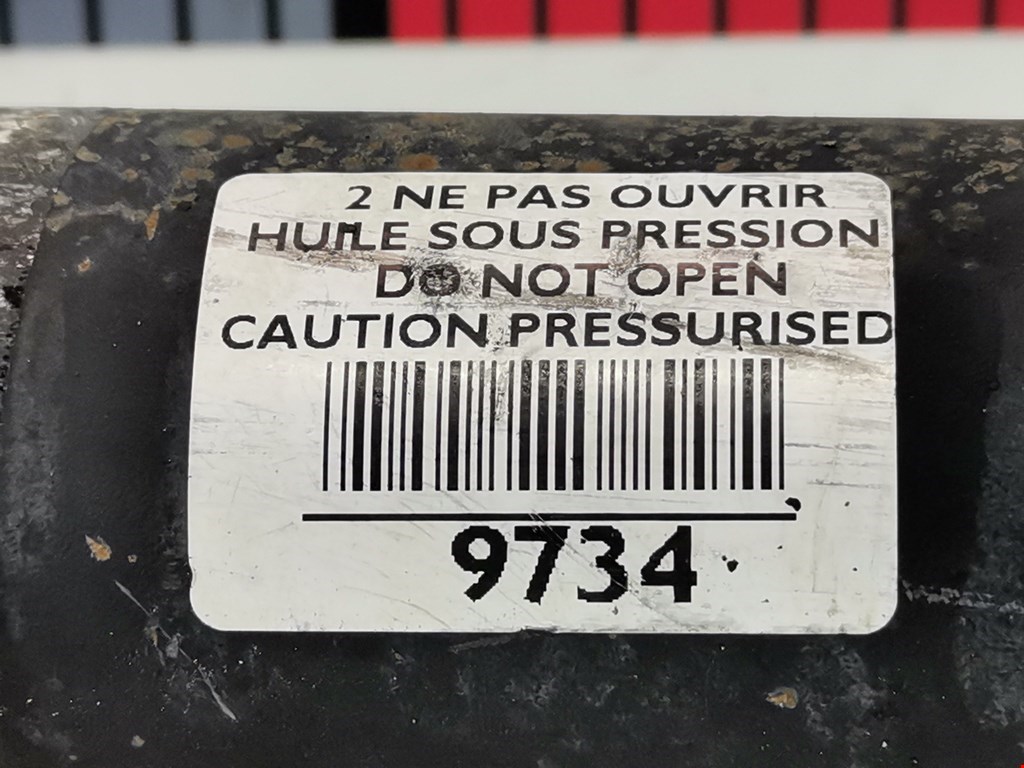 2 NE PAS OUVRIR
HUILE SOUS PRESSION
DO NOT OPEN
CAUTION PRESSURISED
9734